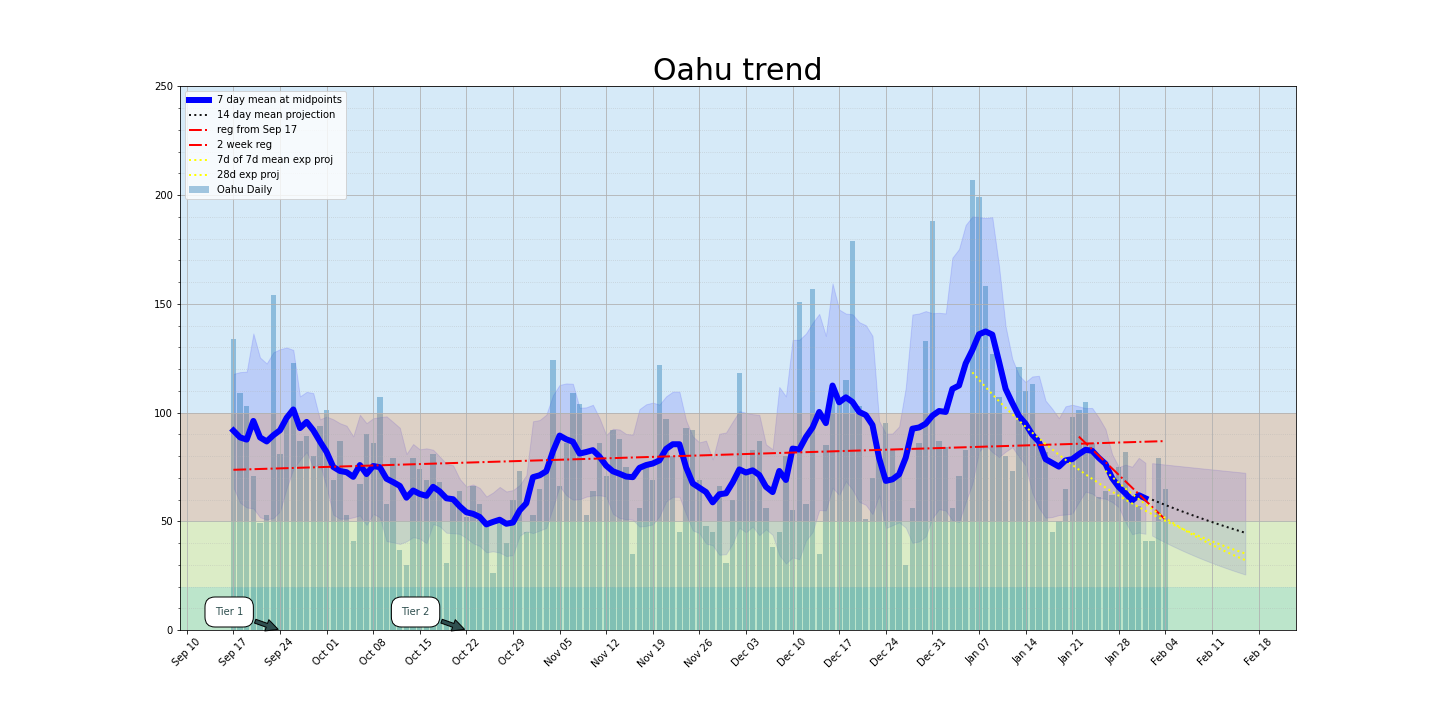 Oahu trend
250
200
150
100
50
0
7 day mean at midpoints
14 day mean projection
reg from Sep 17
2 week reg
7d of 7d mean exp proj
28d exp proj
Oahu Daily
Tier 1
Tier 2
Sep 10
Sep 17
Sep 24
Oct 01
Oct 08
Oct 15
Oct 22
Oct 29
Nov 05
Nov 12
Nov 19
Nov 26
Dec 03
Dec 10
Dec 17
Dec 24
Dec 31
Jan 07
Jan 14
Jan 21
Jan 28
Feb 04
Feb 11
Feb 18